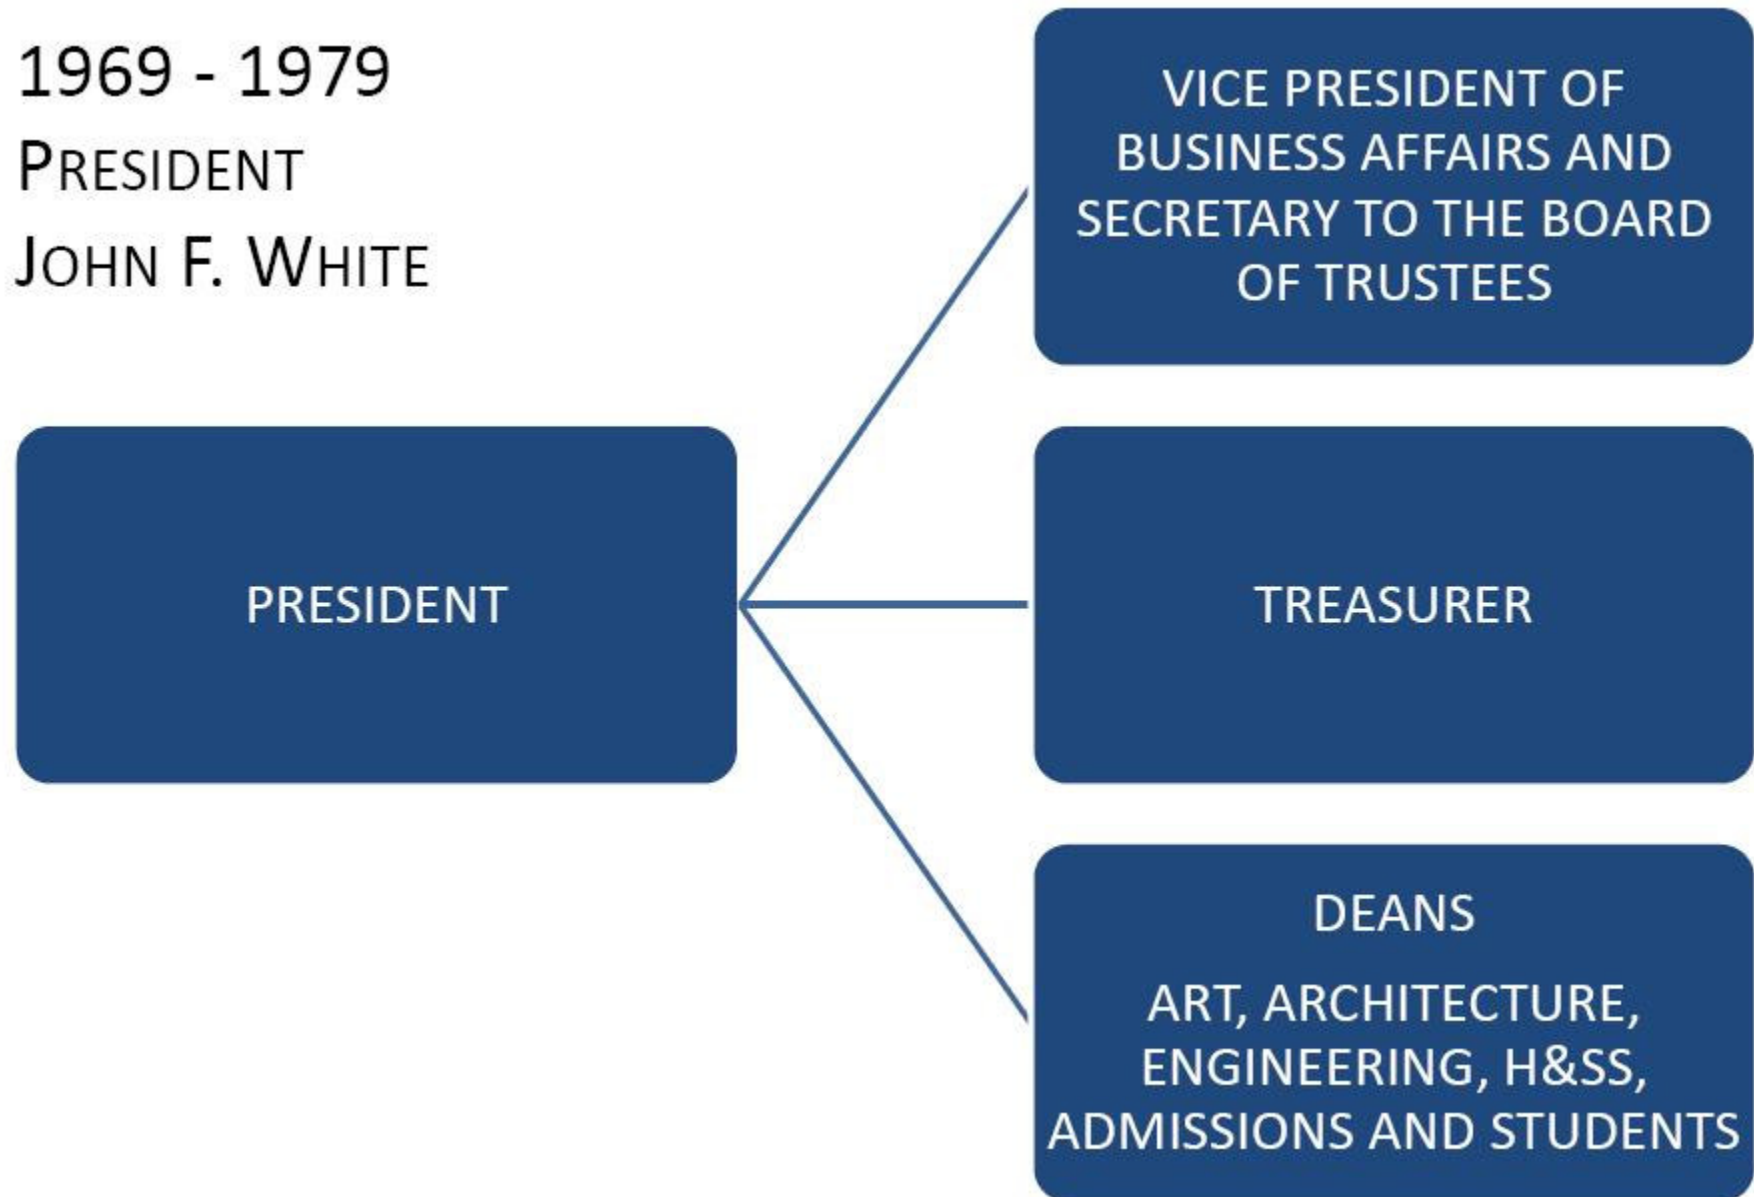 1969 - 1979
PRESIDENT
JOHN F. WHITE
VICE PRESIDENT OF
BUSINESS AFFAIRS AND
SECRETARY TO THE BOARD
OF TRUSTEES
PRESIDENT
TREASURER
DEANS
ART, ARCHITECTURE,
ENGINEERING, H&SS,
ADMISSIONS AND STUDENTS